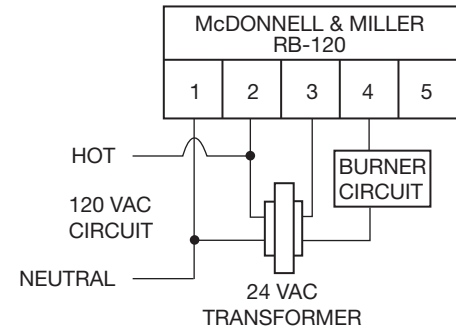 McDONNELL & MILLER
RB-120
1 2 3 4 5
HOT
BURNER
CIRCUIT
120 VAC
CIRCUIT
NEUTRAL
24 VAC
TRANSFORMER